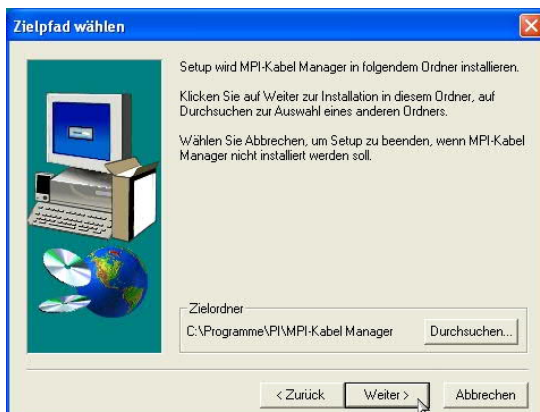 Zielpfad wählen
Setup wird MPI-Kabel Manager in folgendem Ordner installieren.
Klicken Sie auf Weiter zur Installation in diesem Ordner, auf
Durchsuchen zur Auswahl eines anderen Ordners.
Wählen Sie Abbrechen, um Setup zu beenden, wenn MPI-Kabel
Manager nicht installiert werden soll.
Zielordner
C:\Programme\PI\MPI-Kabel Manager
Durchsuchen...
< Zurück
Weiter >
Abbrechen